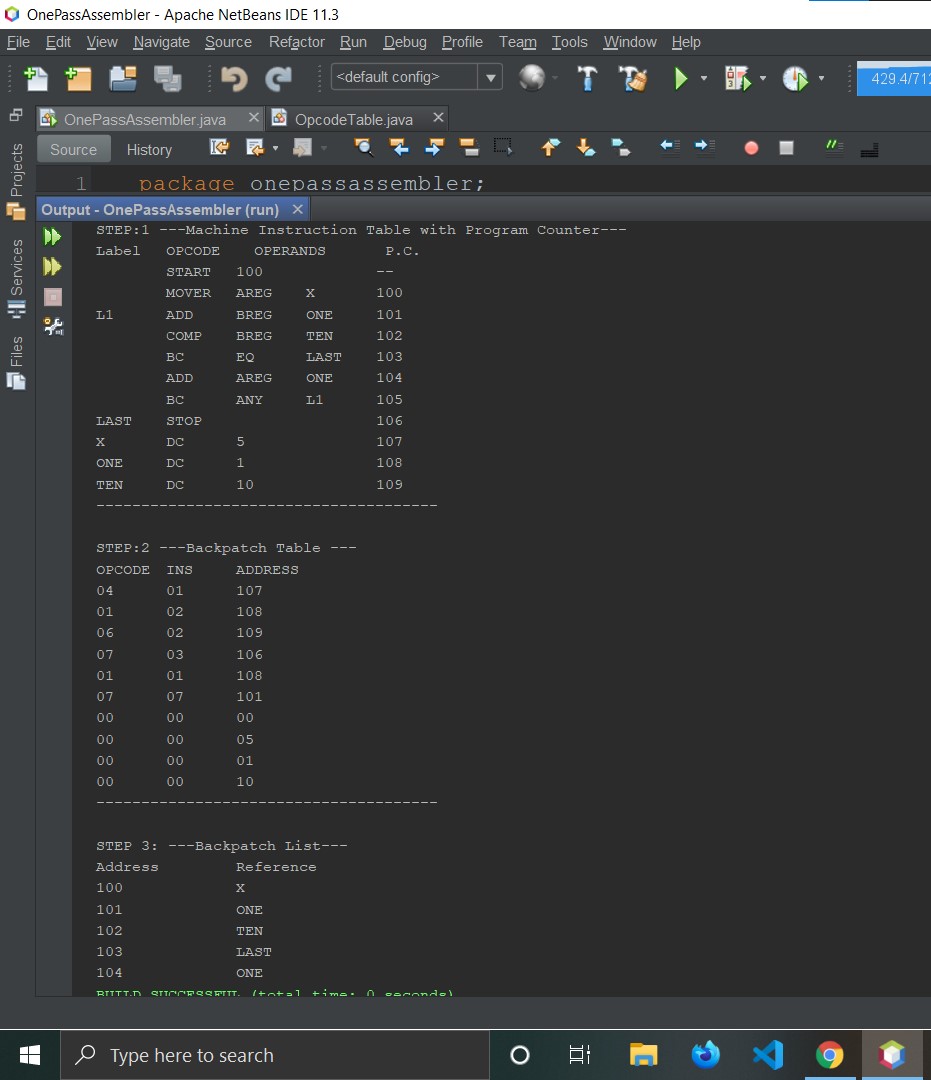 OnePassAssembler - Apache NetBeans IDE 11.3
File Edit View Navigate Source Refactor Run Debug Profile Team Tools Window Help
<default config>
429.4/712
OnePassAssembler.java OpcodeTable.java
Source History
Projects
Services
Files
1 package onepassassembler;
Output - OnePassAssembler (run)
STEP:1 ---Machine Instruction Table with Program Counter---
Label OPCODE OPERANDS P.C.
START 100 --
MOVER AREG X 100
L1 ADD BREG ONE 101
COMP BREG TEN 102
BC EQ LAST 103
ADD AREG ONE 104
BC ANY L1 105
LAST STOP 106
X DC 5 107
ONE DC 1 108
TEN DC 10 109
--------------------------------------
STEP:2 ---Backpatch Table ---
OPCODE INS ADDRESS
04 01 107
01 02 108
06 02 109
07 03 106
01 01 108
07 07 101
00 00 00
00 00 05
00 00 01
00 00 10
--------------------------------------
STEP 3: ---Backpatch List---
Address Reference
100 X
101 ONE
102 TEN
103 LAST
104 ONE
BUILD SUCCESSFUL (total time: 0 seconds)
Type here to search